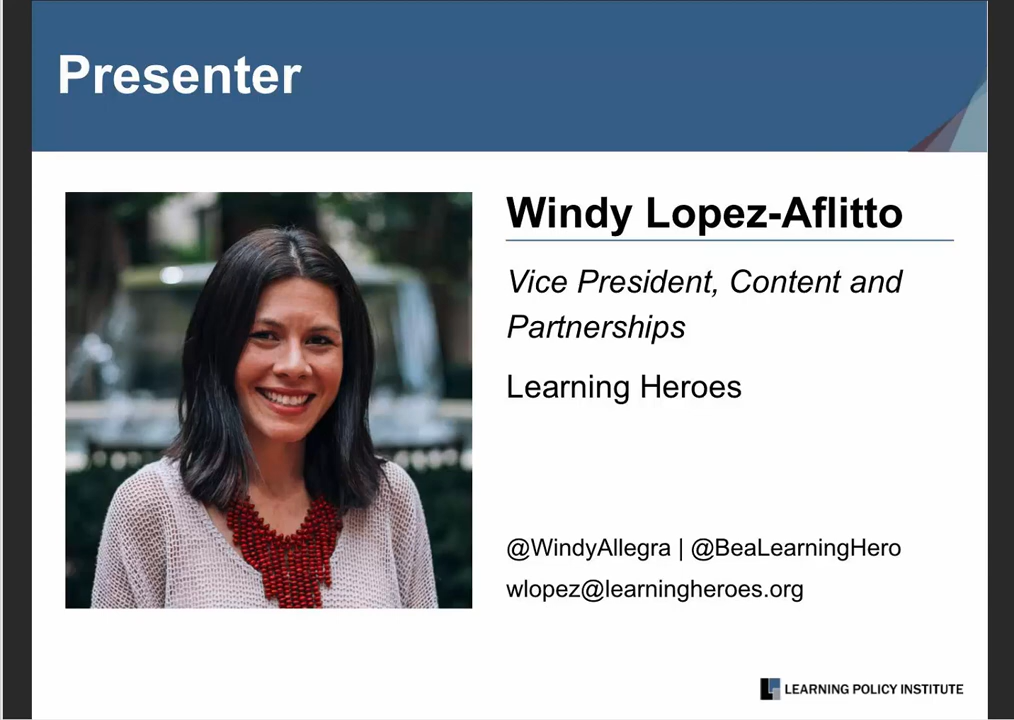 Presenter
Windy Lopez-Aflitto
Vice President, Content and
Partnerships
Learning Heroes
@WindyAllegra | @BeaLearningHero
wlopez@learningheroes.org
LEARNING POLICY INSTITUTE